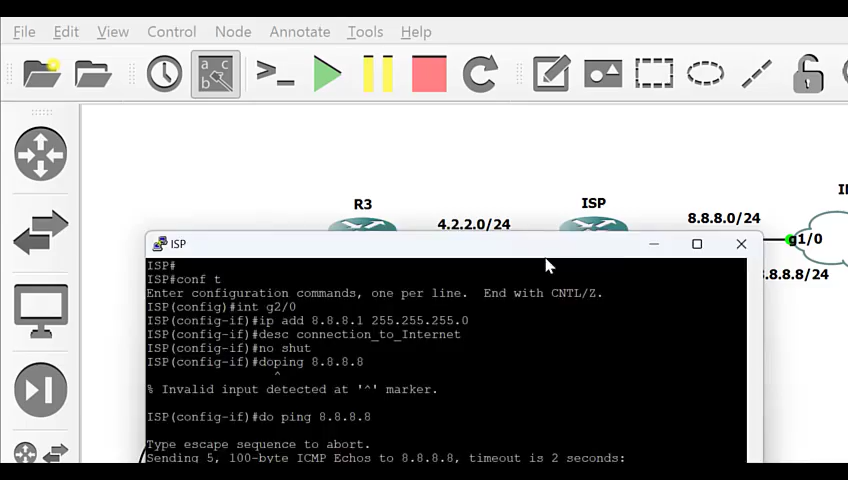 File Edit View Control Node Annotate Tools Help
a c
b
R3
4.2.2.0/24
ISP
8.8.8.0/24
g1/0
8.8.8/24
ISP
ISP#
ISP#conf t
Enter configuration commands, one per line.  End with CNTL/Z.
ISP(config)#int g2/0
ISP(config-if)#ip add 8.8.8.1 255.255.255.0
ISP(config-if)#desc connection_to_Internet
ISP(config-if)#no shut
ISP(config-if)#doping 8.8.8.8
^
% Invalid input detected at '^' marker.
ISP(config-if)#do ping 8.8.8.8
Type escape sequence to abort.
Sending 5, 100-byte ICMP Echos to 8.8.8.8, timeout is 2 seconds: